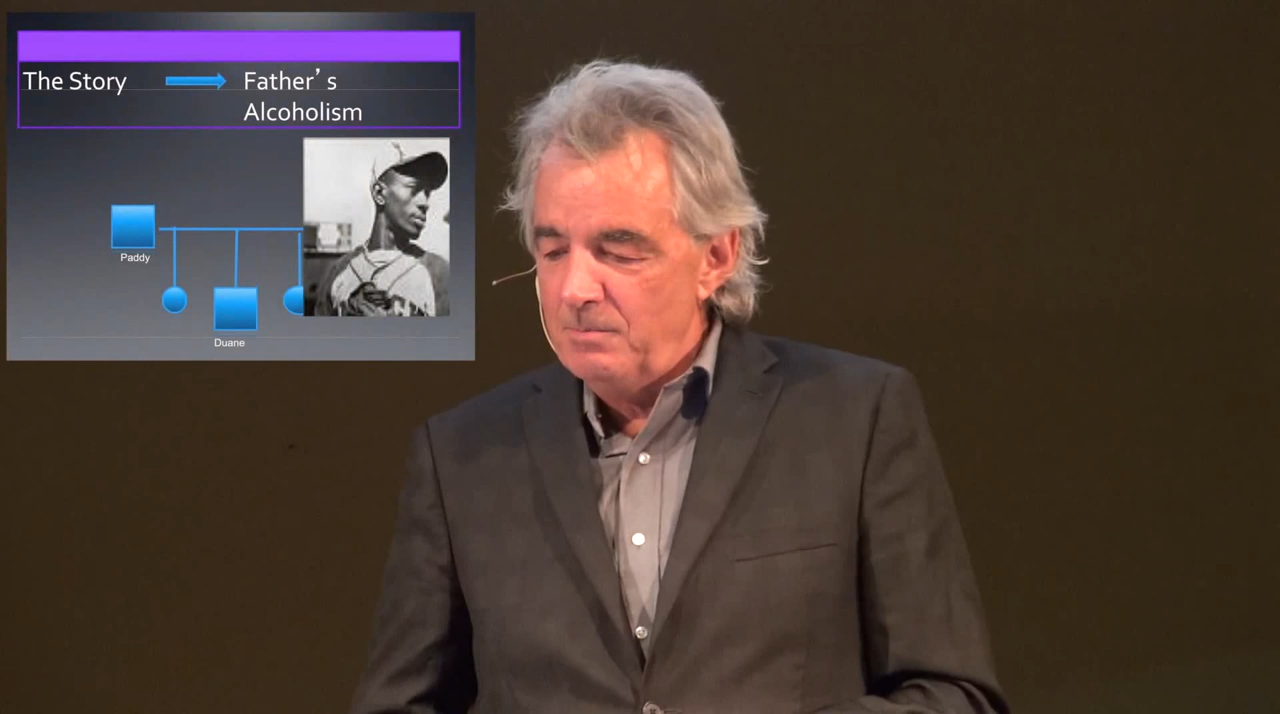 The Story → Father's
Alcoholism
Paddy
Duane